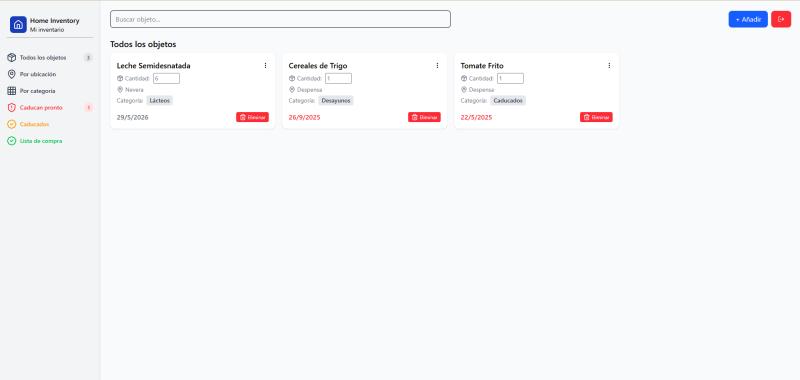 Home Inventory
Mi inventario
Todos los objetos 3
Por ubicación
Por categoría
Caducan pronto 1
Caducados
Lista de compra
Buscar objeto...
+ Añadir
Todos los objetos
Leche Semidesnatada
Cantidad: 6
Nevera
Categoría: Lácteos
29/5/2026 Eliminar
Cereales de Trigo
Cantidad: 1
Despensa
Categoría: Desayunos
26/9/2025 Eliminar
Tomate Frito
Cantidad: 1
Despensa
Categoría: Caducados
22/5/2025 Eliminar